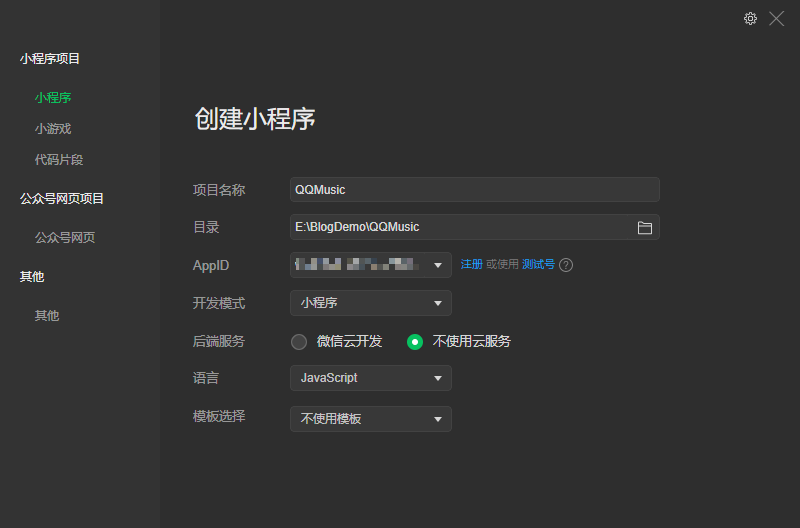 小程序项目
小程序
小游戏
代码片段
公众号网页项目
公众号网页
其他
其他
创建小程序
项目名称 QQMusic
目录 E:\BlogDemo\QQMusic
AppID 注册 或使用 测试号 ?
开发模式 小程序
后端服务 微信云开发 不使用云服务
语言 JavaScript
模板选择 不使用模板